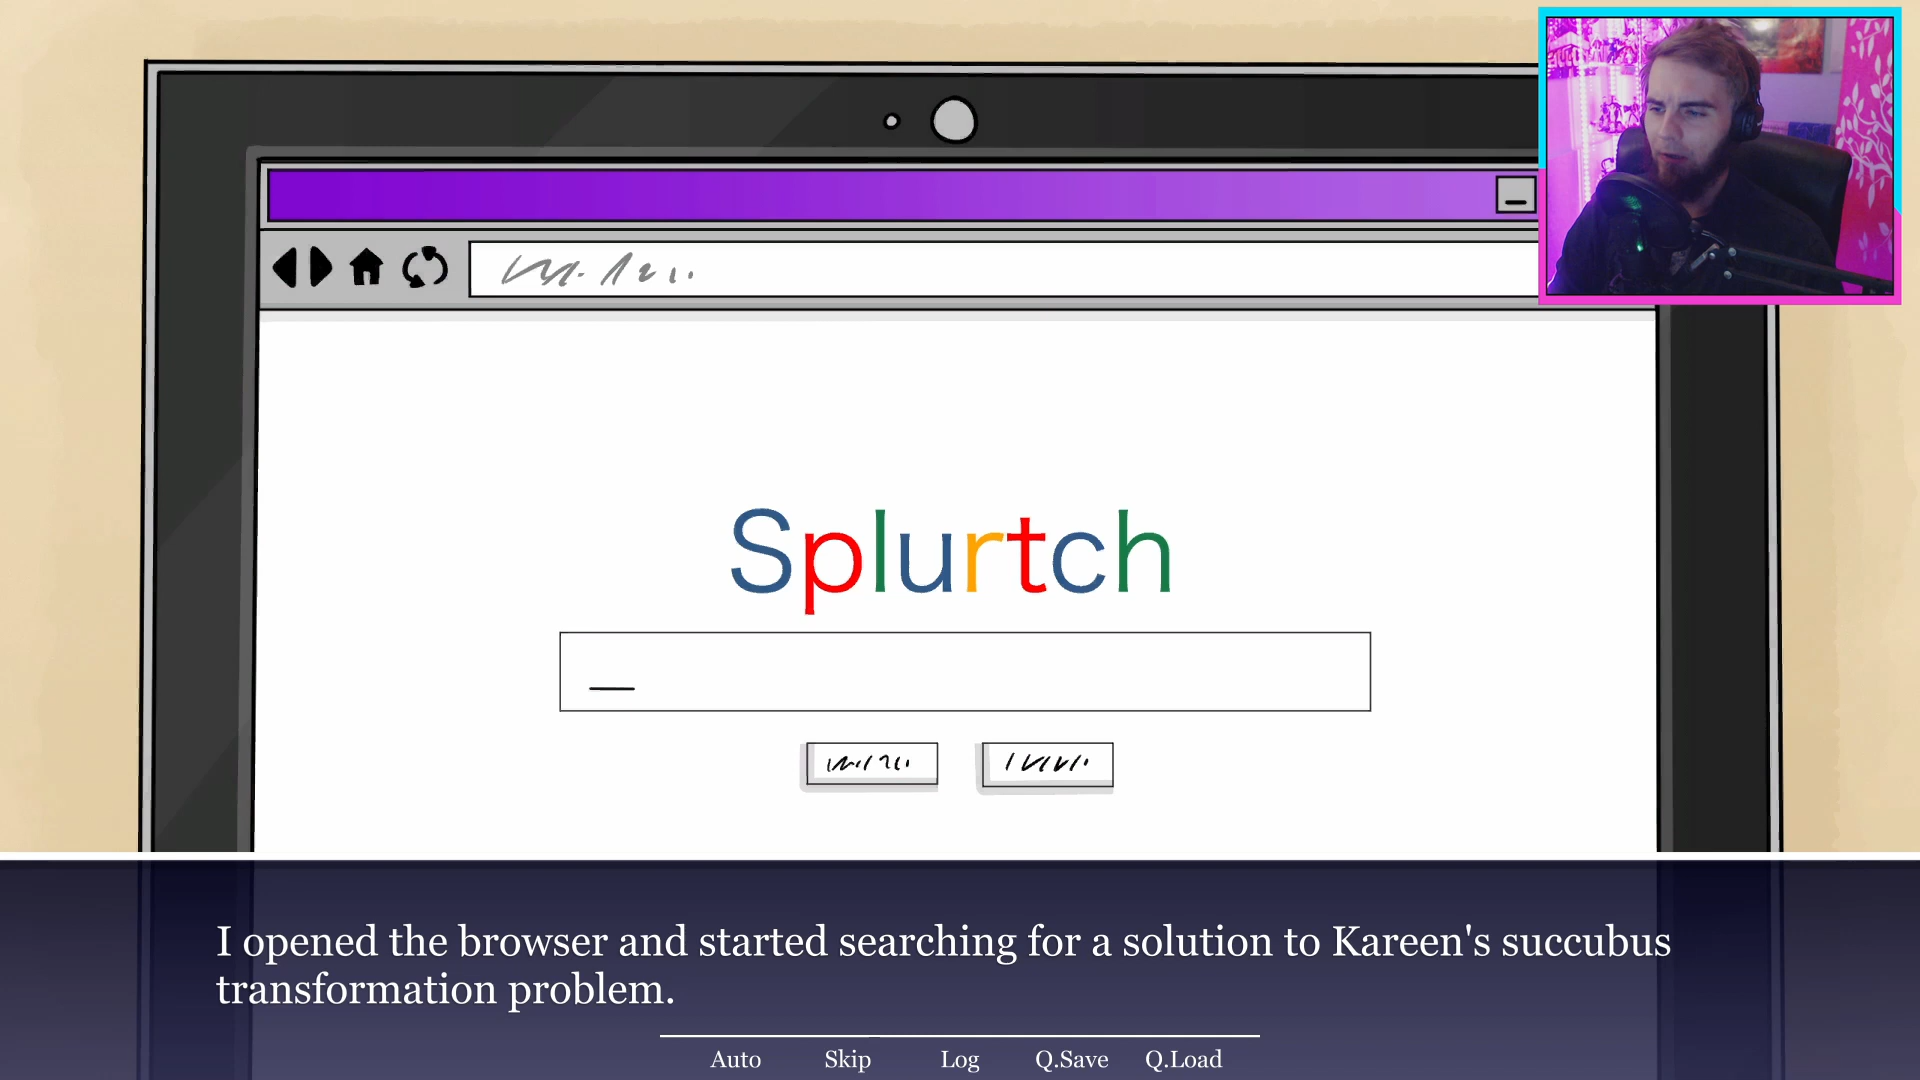 Splurtch
I opened the browser and started searching for a solution to Kareen's succubus
transformation problem.
Auto Skip Log Q.Save Q.Load